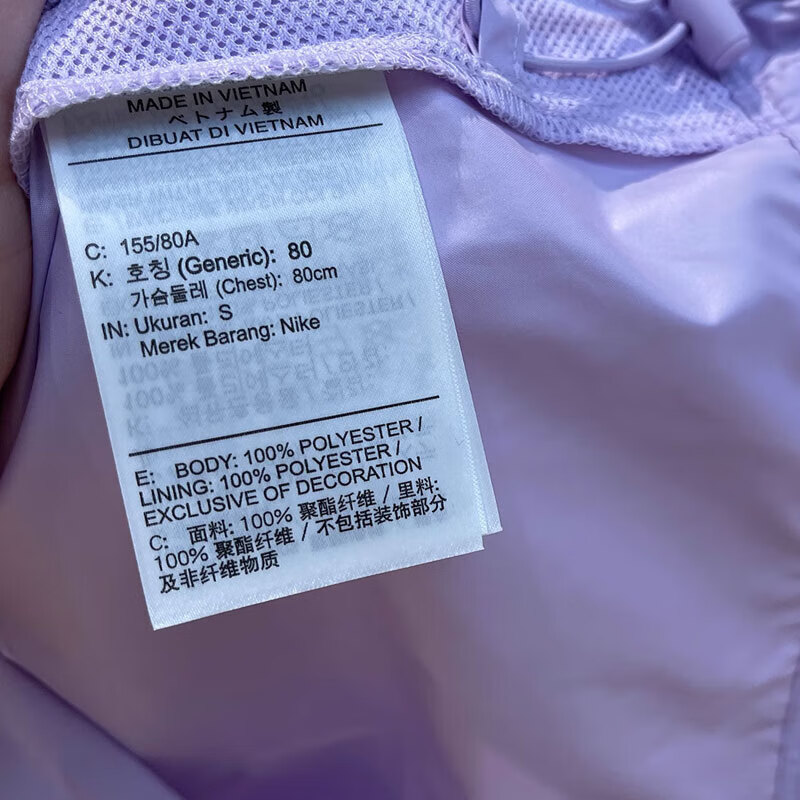 MADE IN VIETNAM
ベトナム製
DIBUAT DI VIETNAM
C: 155/80A
K: 호칭 (Generic): 80
가슴둘레 (Chest): 80cm
IN: Ukuran: S
Merek Barang: Nike
E: BODY: 100% POLYESTER /
LINING: 100% POLYESTER /
EXCLUSIVE OF DECORATION
C: 面料: 100% 聚酯纤维 / 里料:
100% 聚酯纤维 / 不包括装饰部分
及非纤维物质